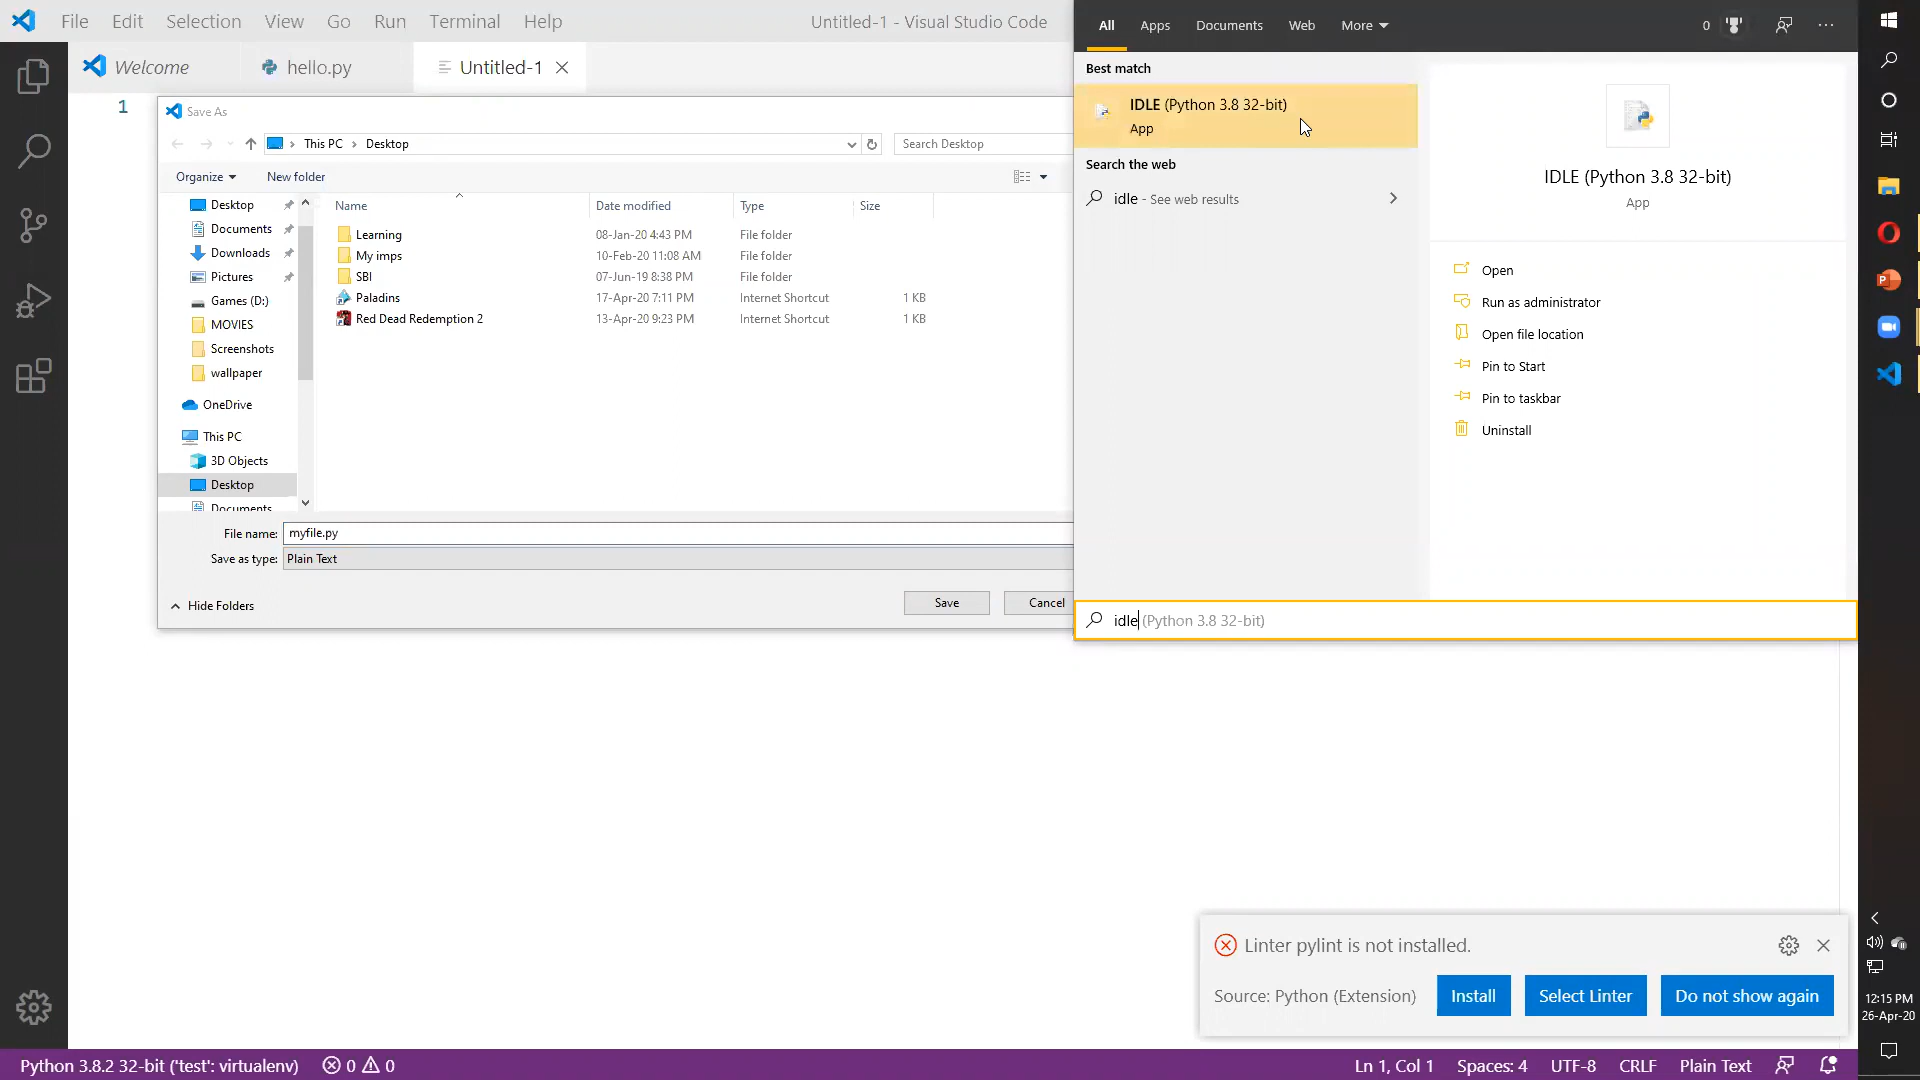 File Edit Selection View Go Run Terminal Help
Untitled-1 - Visual Studio Code
Welcome
hello.py
Untitled-1
1
Save As
This PC
Desktop
Search Desktop
Organize
New folder
Name
Date modified
Type
Size
Desktop
Documents
Downloads
Pictures
Games (D:)
MOVIES
Screenshots
wallpaper
OneDrive
This PC
3D Objects
Desktop
Documents
Learning 08-Jan-20 4:43 PM File folder
My imps 10-Feb-20 11:08 AM File folder
SBI 07-Jun-19 8:38 PM File folder
Paladins 17-Apr-20 7:11 PM Internet Shortcut 1 KB
Red Dead Redemption 2 13-Apr-20 9:23 PM Internet Shortcut 1 KB
File name: myfile.py
Save as type: Plain Text
Hide Folders
Save
Cancel
All Apps Documents Web More
0
Best match
IDLE (Python 3.8 32-bit)
App
Search the web
idle - See web results
IDLE (Python 3.8 32-bit)
App
Open
Run as administrator
Open file location
Pin to Start
Pin to taskbar
Uninstall
idle (Python 3.8 32-bit)
Linter pylint is not installed.
Source: Python (Extension)
Install
Select Linter
Do not show again
12:15 PM
26-Apr-20
Python 3.8.2 32-bit ('test': virtualenv) 0 0
Ln 1, Col 1 Spaces: 4 UTF-8 CRLF Plain Text